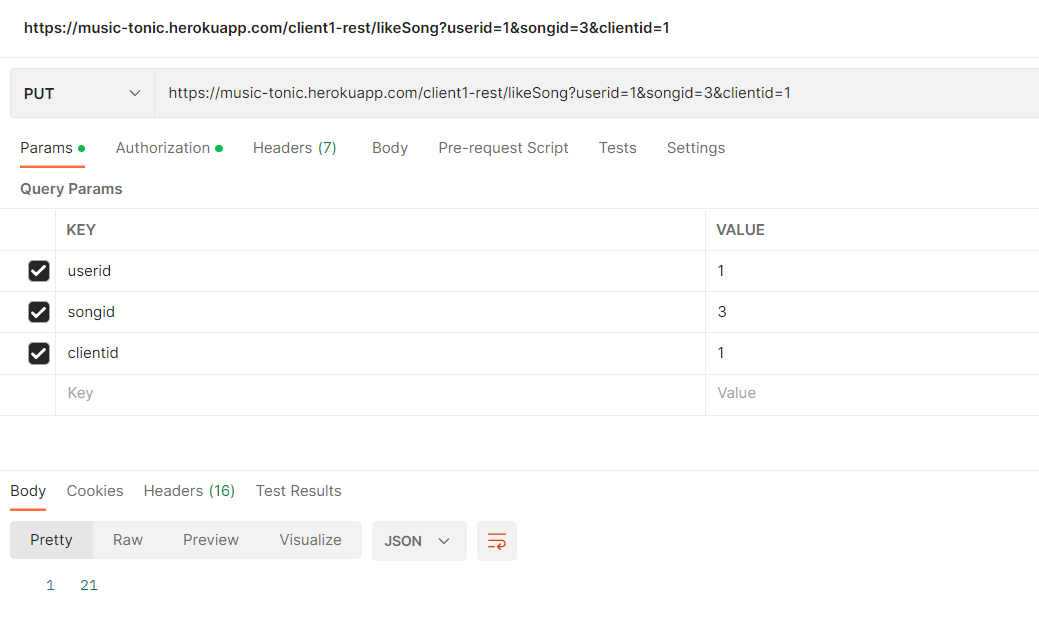 https://music-tonic.herokuapp.com/client1-rest/likeSong?userid=1&songid=3&clientid=1
PUT https://music-tonic.herokuapp.com/client1-rest/likeSong?userid=1&songid=3&clientid=1
Params Authorization Headers (7) Body Pre-request Script Tests Settings
Query Params
KEY VALUE
userid 1
songid 3
clientid 1
Key Value
Body Cookies Headers (16) Test Results
Pretty Raw Preview Visualize JSON
1 21